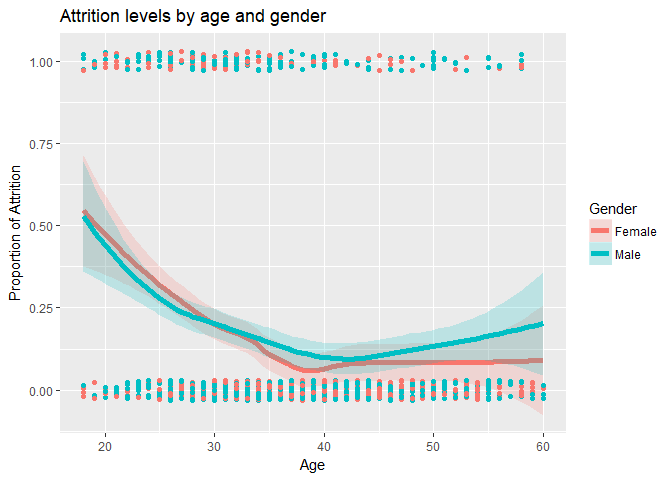 Attrition levels by age and gender
Proportion of Attrition
1.00
0.75
0.50
0.25
0.00
20 30 40 50 60
Age
Gender
Female
Male